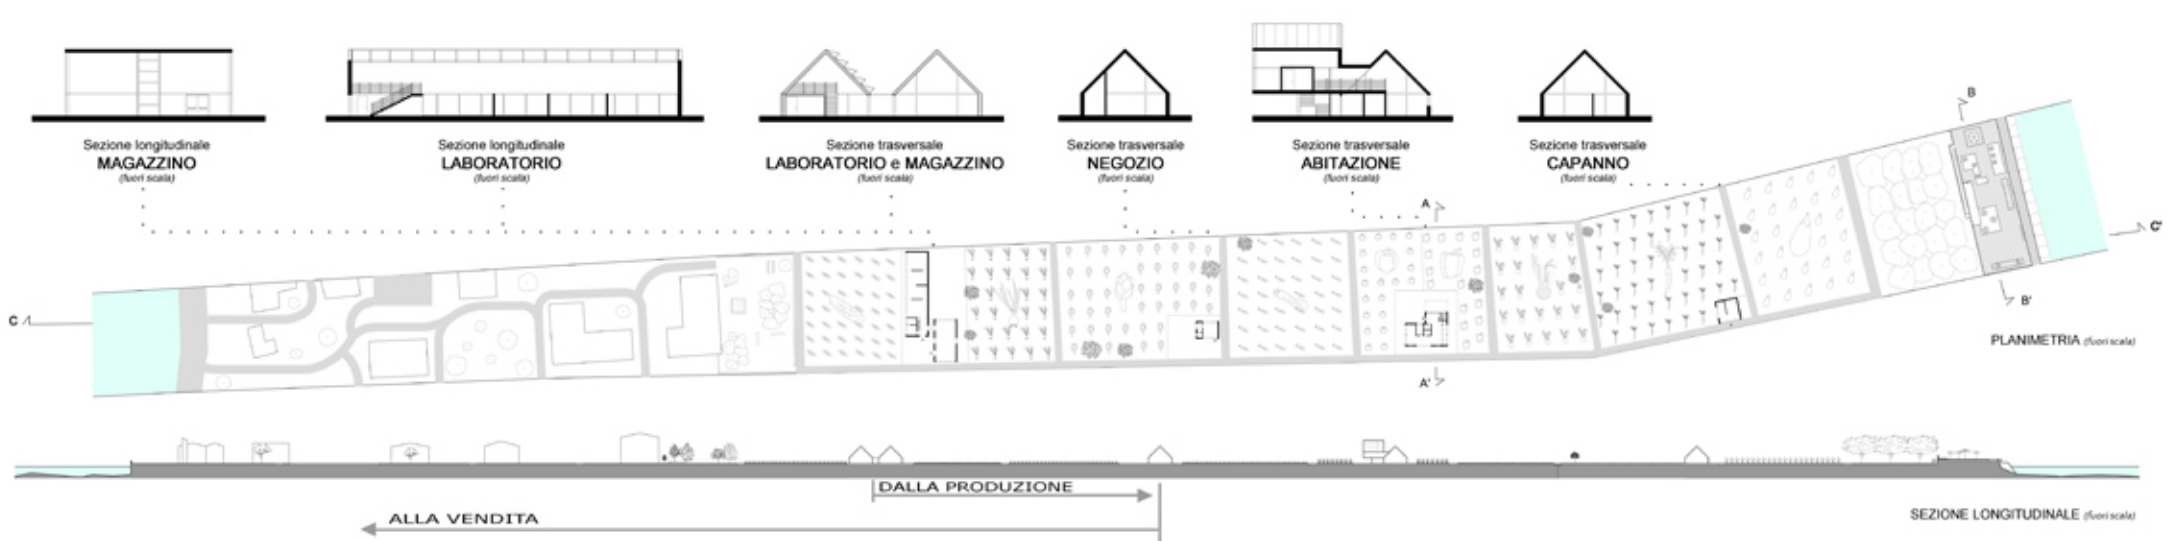 Sezione longitudinale
MAGAZZINO
(fuori scala)
Sezione longitudinale
LABORATORIO
(fuori scala)
Sezione trasversale
LABORATORIO e MAGAZZINO
(fuori scala)
Sezione trasversale
NEGOZIO
(fuori scala)
Sezione trasversale
ABITAZIONE
(fuori scala)
Sezione trasversale
CAPANNO
(fuori scala)
B
A
C'
C
B'
PLANIMETRIA (fuori scala)
A'
DALLA PRODUZIONE
ALLA VENDITA
SEZIONE LONGITUDINALE (fuori scala)